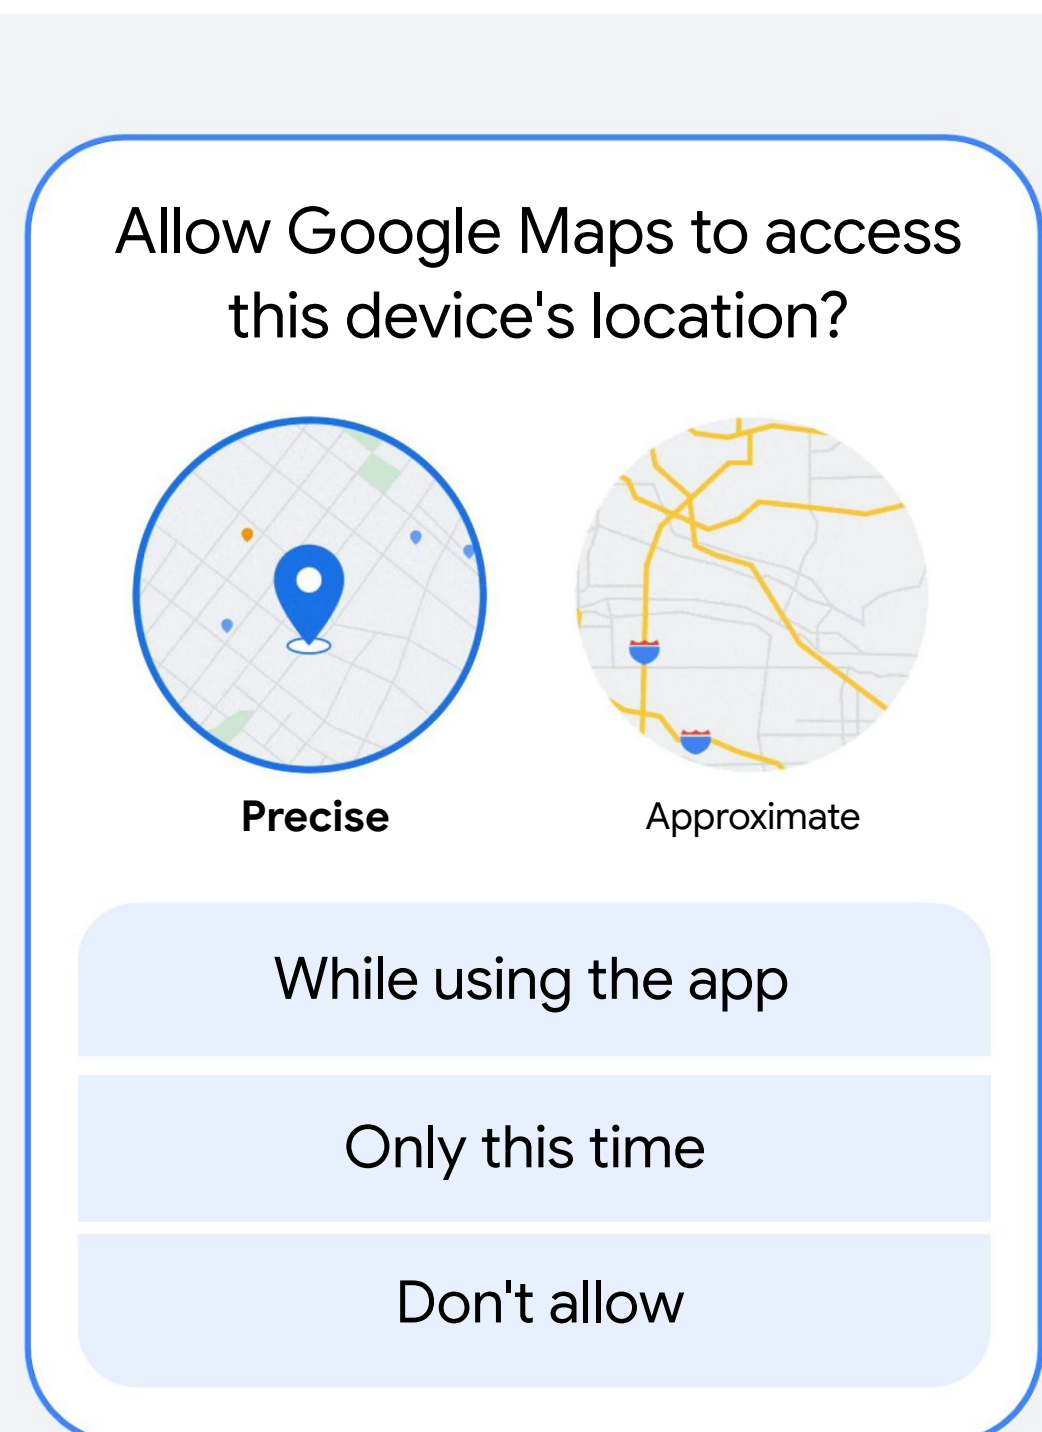 Allow Google Maps to access
this device's location?
Precise
Approximate
While using the app
Only this time
Don't allow